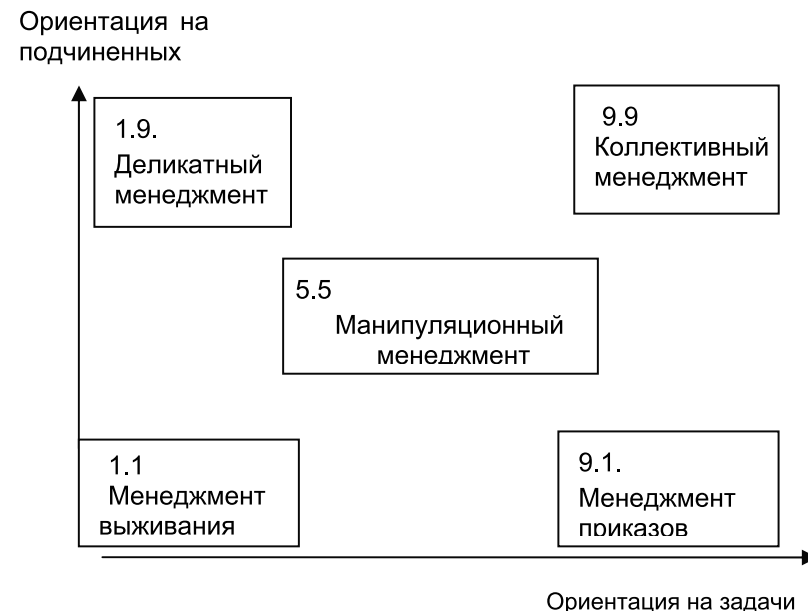 Ориентация на
подчиненных
1.9.
Деликатный
менеджмент
9.9
Коллективный
менеджмент
5.5
Манипуляционный
менеджмент
1.1
Менеджмент
выживания
9.1.
Менеджмент
приказов
Ориентация на задачи